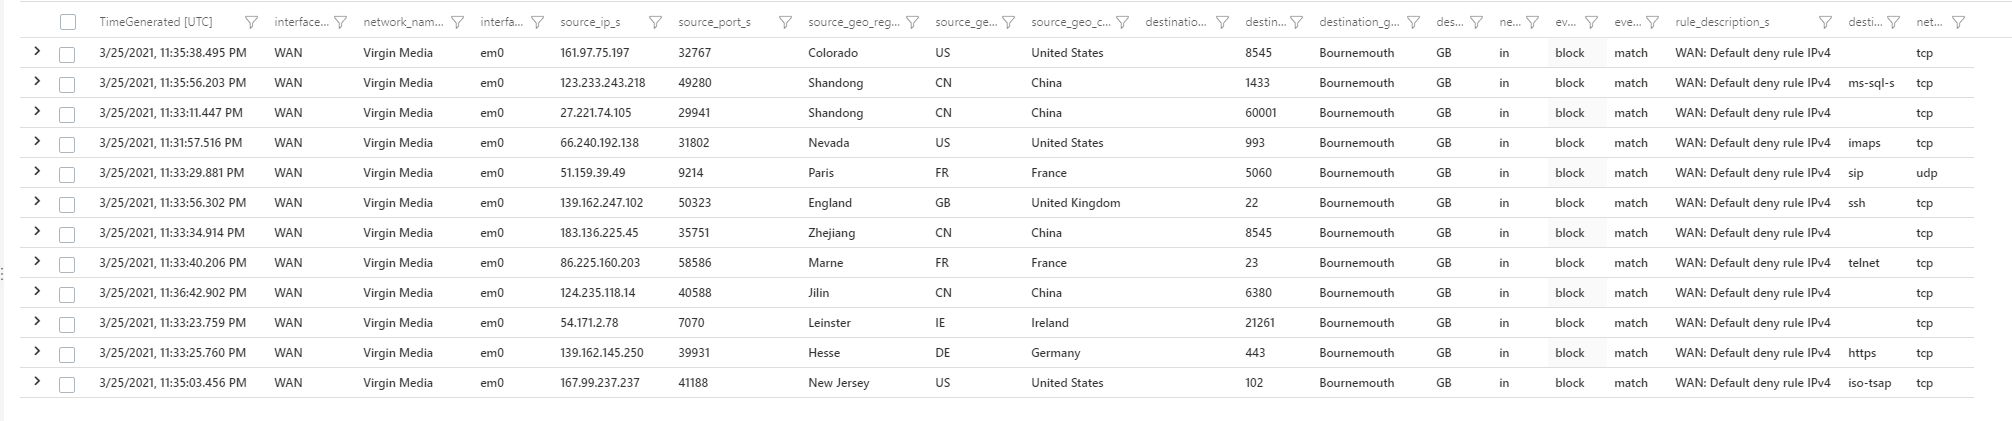 TimeGenerated [UTC] interface... network_nam... interfa... source_ip_s source_port_s source_geo_reg... source_ge... source_geo_c... destinatio... destin... destination_g... des... ne... ev... eve... rule_description_s desti... net...
3/25/2021, 11:35:38.495 PM WAN Virgin Media em0 161.97.75.197 32767 Colorado US United States 8545 Bournemouth GB in block match WAN: Default deny rule IPv4 tcp
3/25/2021, 11:35:56.203 PM WAN Virgin Media em0 123.233.243.218 49280 Shandong CN China 1433 Bournemouth GB in block match WAN: Default deny rule IPv4 ms-sql-s tcp
3/25/2021, 11:33:11.447 PM WAN Virgin Media em0 27.221.74.105 29941 Shandong CN China 60001 Bournemouth GB in block match WAN: Default deny rule IPv4 tcp
3/25/2021, 11:31:57.516 PM WAN Virgin Media em0 66.240.192.138 31802 Nevada US United States 993 Bournemouth GB in block match WAN: Default deny rule IPv4 imaps tcp
3/25/2021, 11:33:29.881 PM WAN Virgin Media em0 51.159.39.49 9214 Paris FR France 5060 Bournemouth GB in block match WAN: Default deny rule IPv4 sip udp
3/25/2021, 11:33:56.302 PM WAN Virgin Media em0 139.162.247.102 50323 England GB United Kingdom 22 Bournemouth GB in block match WAN: Default deny rule IPv4 ssh tcp
3/25/2021, 11:33:34.914 PM WAN Virgin Media em0 183.136.225.45 35751 Zhejiang CN China 8545 Bournemouth GB in block match WAN: Default deny rule IPv4 tcp
3/25/2021, 11:33:40.206 PM WAN Virgin Media em0 86.225.160.203 58586 Marne FR France 23 Bournemouth GB in block match WAN: Default deny rule IPv4 telnet tcp
3/25/2021, 11:36:42.902 PM WAN Virgin Media em0 124.235.118.14 40588 Jilin CN China 6380 Bournemouth GB in block match WAN: Default deny rule IPv4 tcp
3/25/2021, 11:33:23.759 PM WAN Virgin Media em0 54.171.2.78 7070 Leinster IE Ireland 21261 Bournemouth GB in block match WAN: Default deny rule IPv4 tcp
3/25/2021, 11:33:25.760 PM WAN Virgin Media em0 139.162.145.250 39931 Hesse DE Germany 443 Bournemouth GB in block match WAN: Default deny rule IPv4 https tcp
3/25/2021, 11:35:03.456 PM WAN Virgin Media em0 167.99.237.237 41188 New Jersey US United States 102 Bournemouth GB in block match WAN: Default deny rule IPv4 iso-tsap tcp